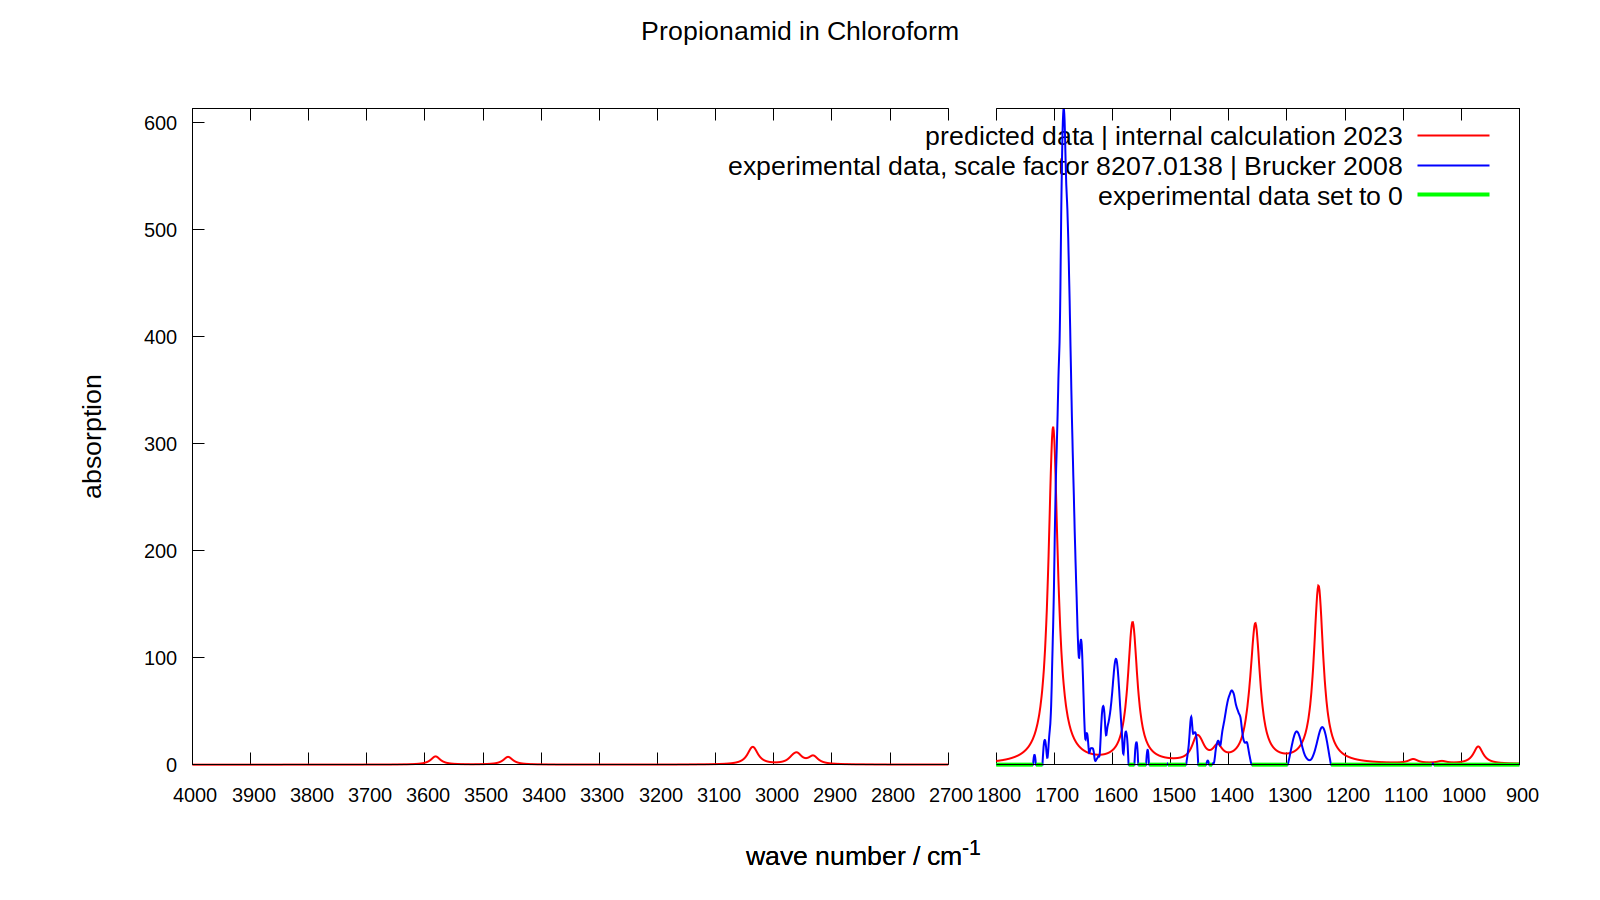 Propionamid in Chloroform
predicted data | internal calculation 2023
experimental data, scale factor 8207.0138 | Brucker 2008
experimental data set to 0
600
500
400
300
200
100
0
absorption
4000 3900 3800 3700 3600 3500 3400 3300 3200 3100 3000 2900 2800 2700 1800 1700 1600 1500 1400 1300 1200 1100 1000 900
wave number / cm-1